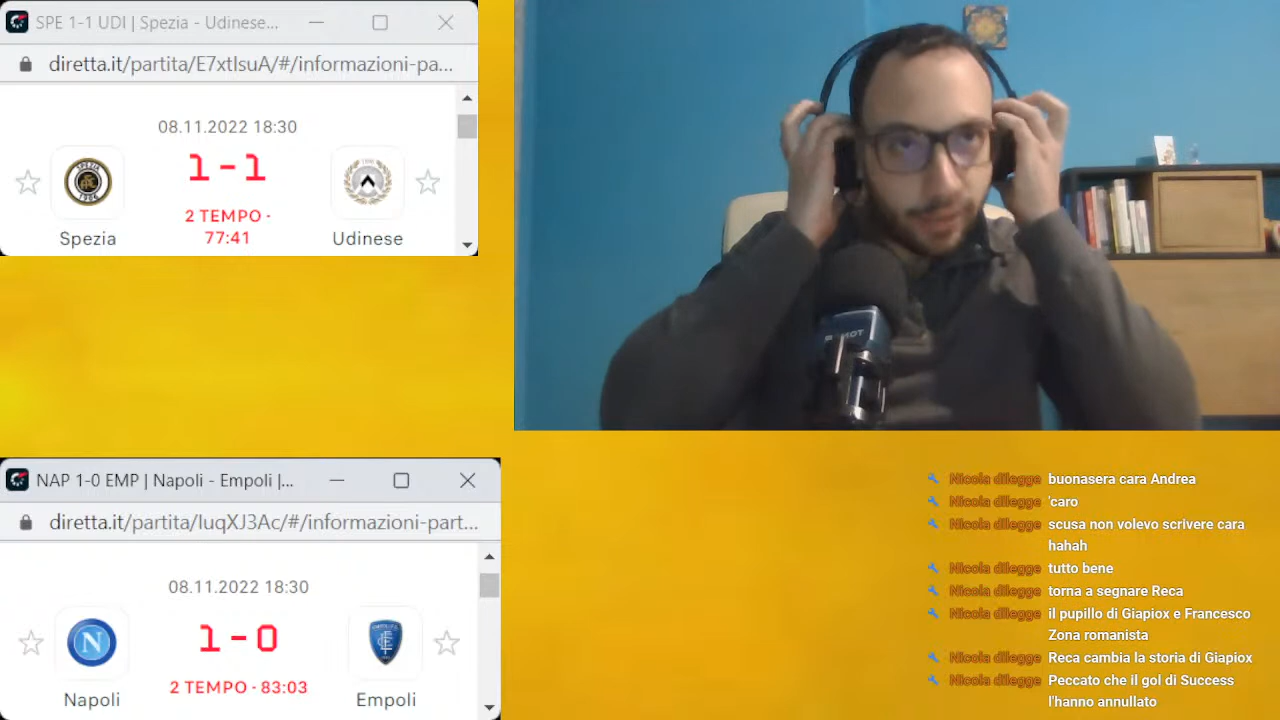 SPE 1-1 UDI | Spezia - Udinese...
diretta.it/partita/E7xtIsuA/#/informazioni-pa...
08.11.2022 18:30
1-1
2 TEMPO ·
77:41
Spezia
Udinese
NAP 1-0 EMP | Napoli - Empoli |...
diretta.it/partita/IuqXJ3Ac/#/informazioni-part...
08.11.2022 18:30
1-0
2 TEMPO · 83:03
Napoli
Empoli
Nicola dilegge buonasera cara Andrea
Nicola dilegge 'caro
Nicola dilegge scusa non volevo scrivere cara
hahah
Nicola dilegge tutto bene
Nicola dilegge torna a segnare Reca
Nicola dilegge il pupillo di Giapiox e Francesco
Zona romanista
Nicola dilegge Reca cambia la storia di Giapiox
Nicola dilegge Peccato che il gol di Success
l'hanno annullato